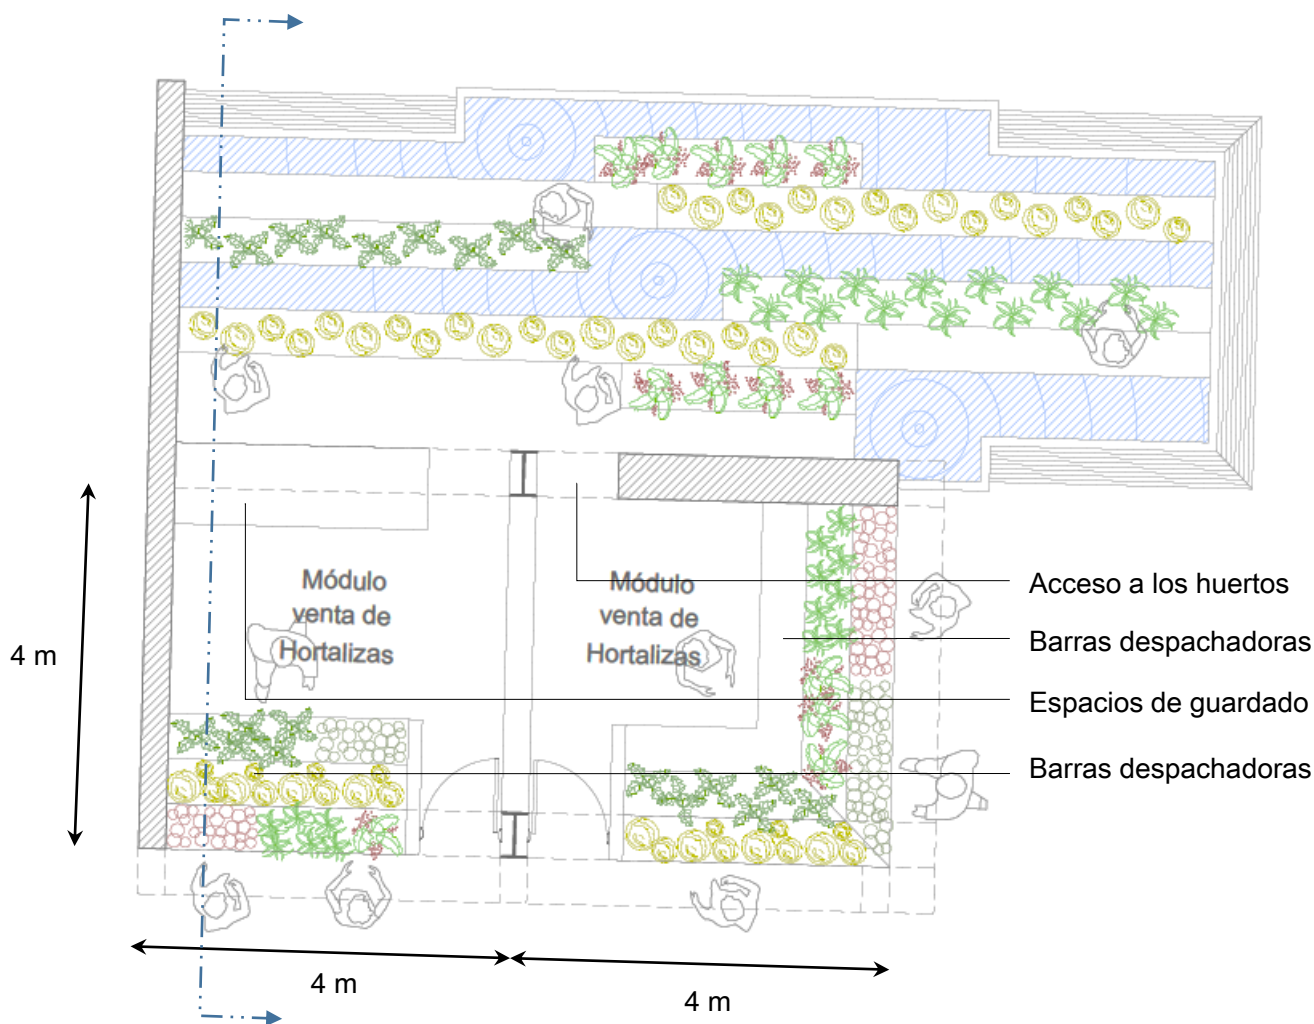 Módulo
venta de
Hortalizas
Módulo
venta de
Hortalizas
Acceso a los huertos
Barras despachadoras
Espacios de guardado
Barras despachadoras
4 m
4 m
4 m